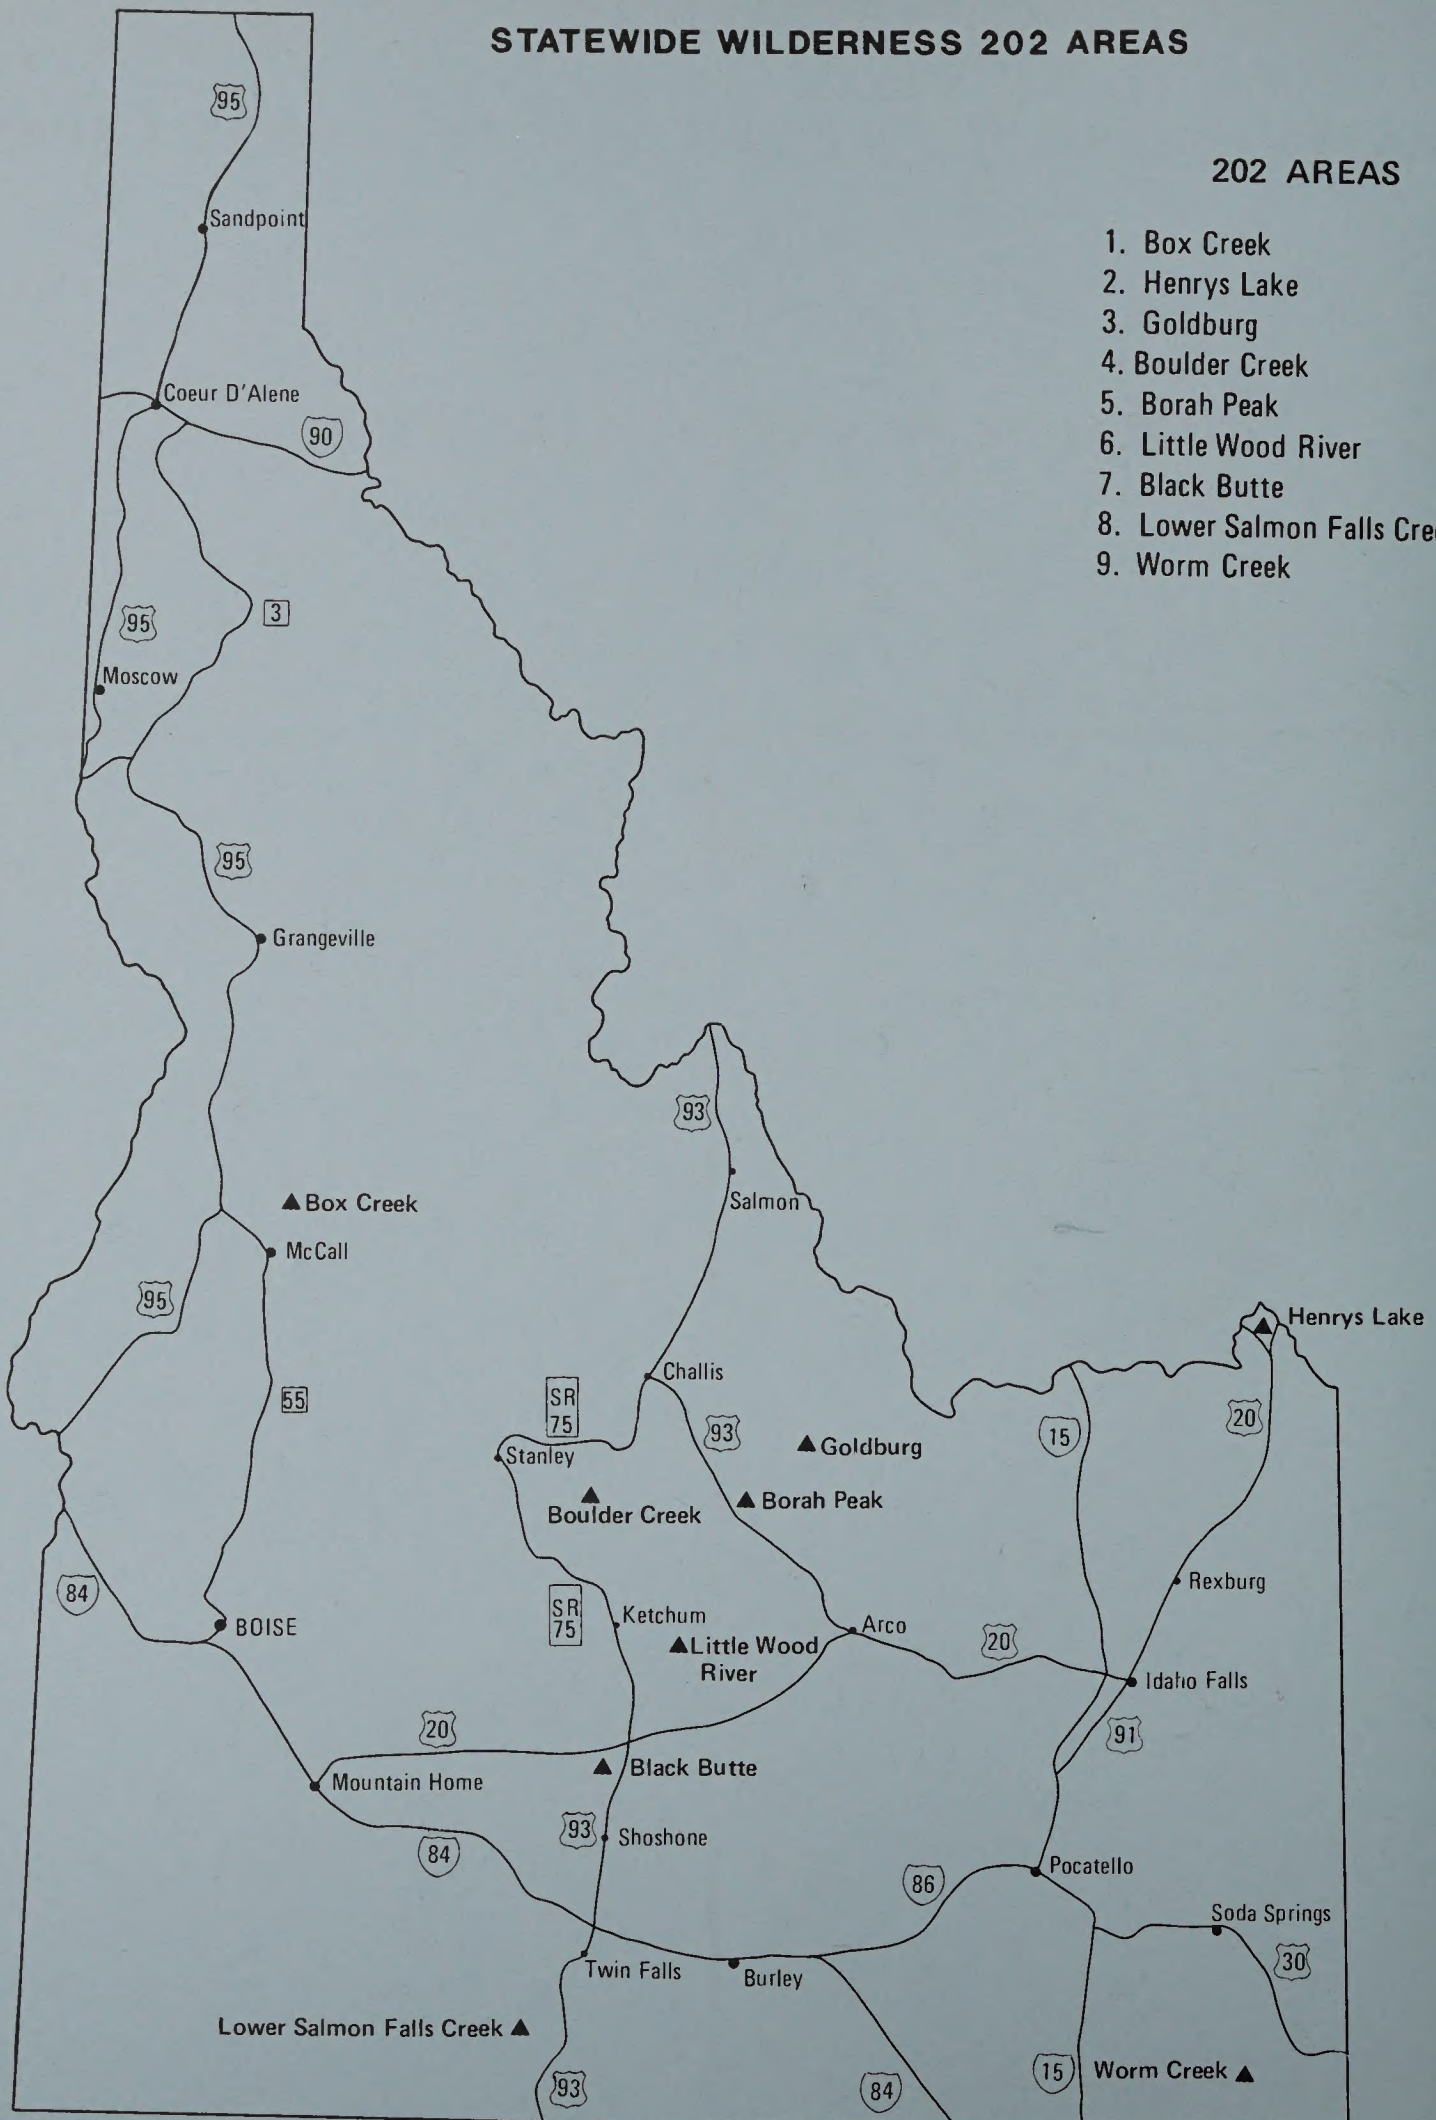 STATEWIDE WILDERNESS 202 AREAS
95
202 AREAS
Sandpoint
1. Box Creek
2. Henrys Lake
3. Goldburg
4. Boulder Creek
5. Borah Peak
6. Little Wood River
7. Black Butte
8. Lower Salmon Falls
9. Worm Creek
Coeur D'Alene
90
95
3
Moscow
95
Grangeville
93
Salmon
Box Creek
McCall
95
Henrys Lake
Challis
55
SR
75
93
15
20
Stanley
Goldburg
Boulder Creek
Borah Peak
84
Rexburg
SR
75
BOISE
Ketchum
Arco
Little Wood
River
20
Idaho Falls
20
91
Mountain Home
Black Butte
93
Shoshone
84
86
Pocatello
Soda Springs
Twin Falls
Burley
30
Lower Salmon Falls Creek
93
84
15
Worm Creek